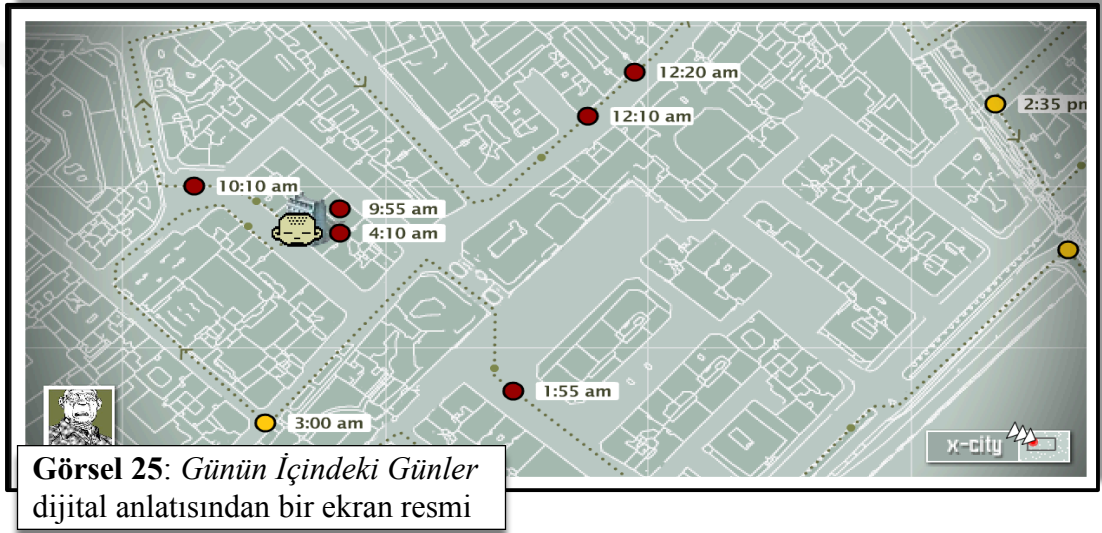 12:20 am
12:10 am
2:35 pm
10:10 am
9:55 am
4:10 am
1:55 am
3:00 am
x-city
Görsel 25: Günün İçindeki Günler
dijital anlatısından bir ekran resmi